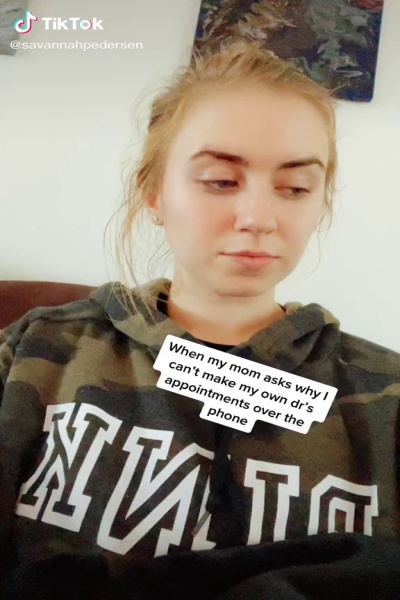 TikTok
@savannahpedersen
When my mom asks why I
can't make my own dr's
appointments over the
phone